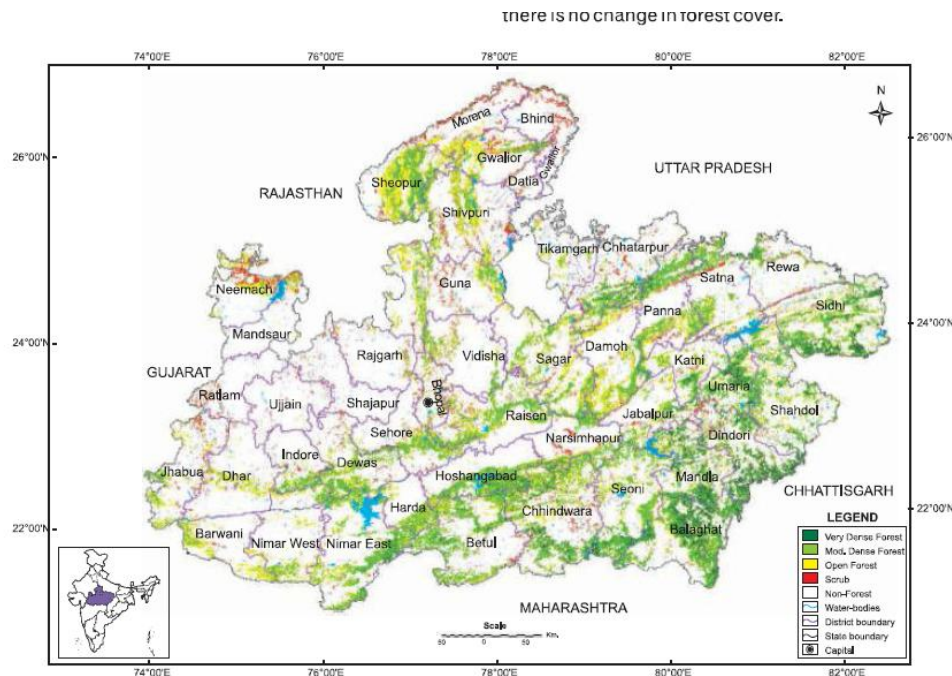 there is no change in forest cover.
74°00'E 76°00'E 78°00'E 80°00'E 82°00'E
N
Morena
Bhind
26°00'N 26°00'N
Gwalior
UTTAR PRADESH
Gwalior
Sheopur
Datia
RAJASTHAN
Shivpuri
Tikamgarh Chhatarpur
Rewa
Satna
Guna
Neemach
Sidhi
Panna
Mandsaur
24°00'N 24°00'N
Rajgarh Vidisha Sagar Damoh Katni
GUJARAT
Umaria
Ratlam
Bhopal
Ujjain Shajapur Shahdol
Raisen Jabalpur
Sehore
Narsimhapur Dindori
Indore Dewas
Jhabua Dhar Hoshangabad Seoni Mandla
CHHATTISGARH
Harda Chhindwara
22°00'N 22°00'N
LEGEND
Balaghat
Barwani Nimar West Nimar East Betul
Very Dense Forest
Mod. Dense Forest
Open Forest
Scrub
Non-Forest
Water-bodies
District boundary
State boundary
Capital
MAHARASHTRA
Scale
50 0 50 Km.
74°00'E 76°00'E 78°00'E 80°00'E 82°00'E